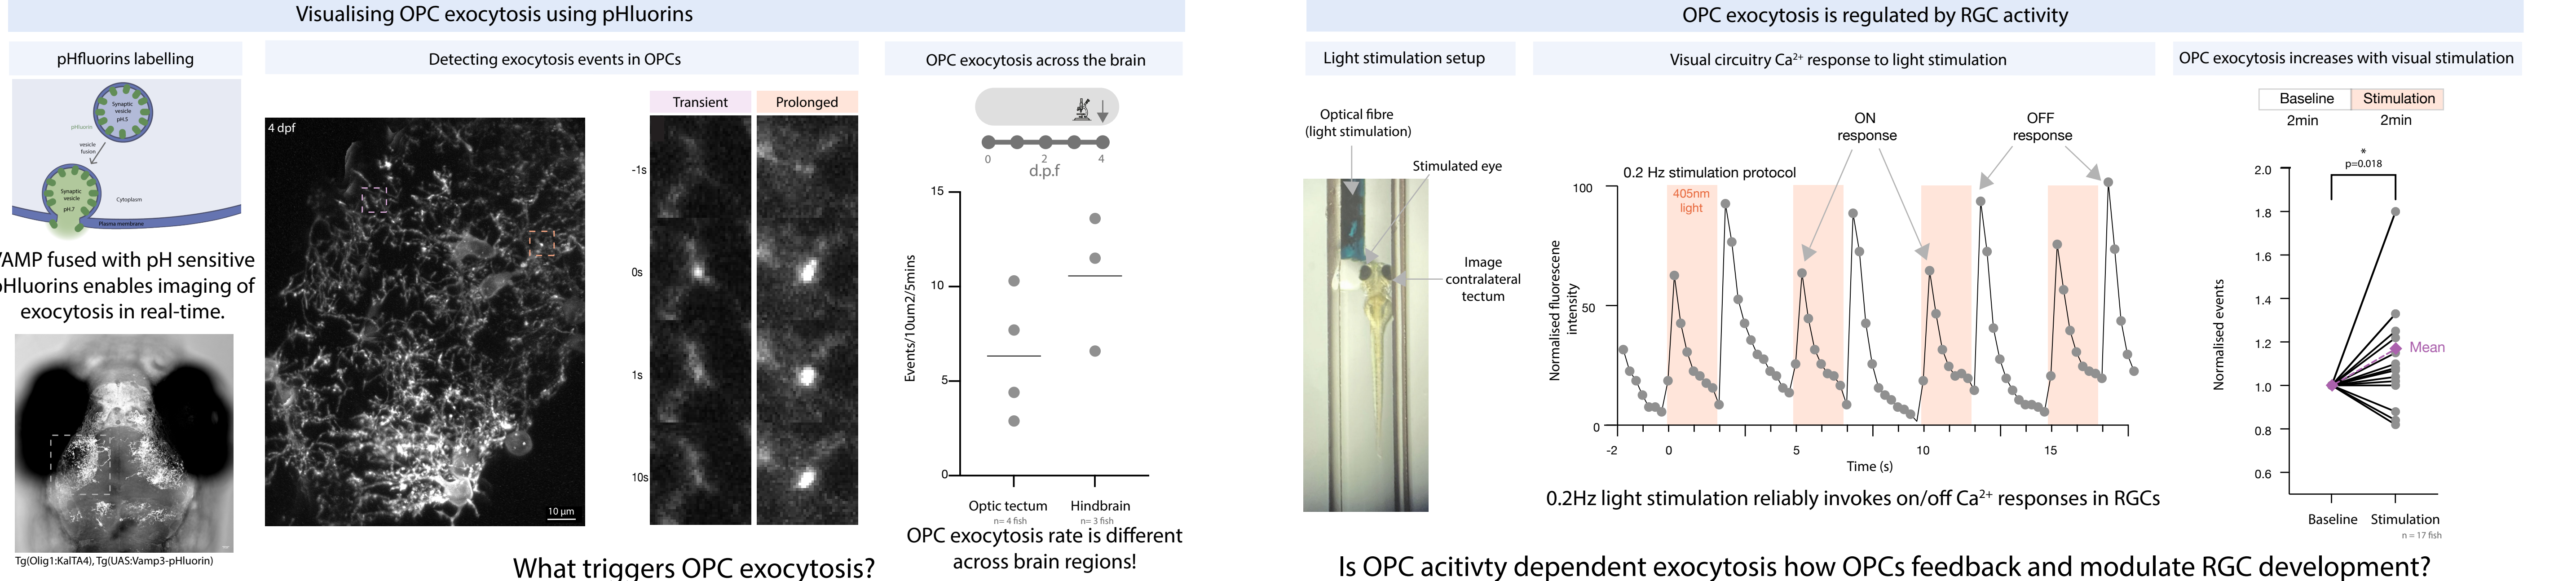 Visualising OPC exocytosis using pHluorins
pHfluorins labelling
Synaptic
vesicle
pH.5
pHfluorin
vesicle
fusion
Synaptic
vesicle
pH.7
Cytoplasm
Plasma membrane
VAMP fused with pH sensitive
pHluorins enables imaging of
exocytosis in real-time.
Tg(Olig1:KalTA4), Tg(UAS:Vamp3-pHluorin)
Detecting exocytosis events in OPCs
4 dpf
10 µm
Transient
Prolonged
-1s
0s
1s
10s
OPC exocytosis across the brain
0
2
4
d.p.f
Events/10um2/5mins
15
10
5
0
Optic tectum
n= 4 fish
Hindbrain
n= 3 fish
OPC exocytosis rate is different
across brain regions!
What triggers OPC exocytosis?
OPC exocytosis is regulated by RGC activity
Light stimulation setup
Optical fibre
(light stimulation)
Stimulated eye
Image
contralateral
tectum
Visual circuitry Ca²⁺ response to light stimulation
ON
response
OFF
response
0.2 Hz stimulation protocol
405nm
light
Normalised fluorescene
intensity
100
50
0
-2
0
5
10
15
Time (s)
0.2Hz light stimulation reliably invokes on/off Ca²⁺ responses in RGCs
OPC exocytosis increases with visual stimulation
Baseline
Stimulation
2min
2min
*
p=0.018
Normalised events
2.0
1.8
1.6
1.4
1.2
1.0
0.8
0.6
Mean
Baseline
Stimulation
n = 17 fish
Is OPC acitivty dependent exocytosis how OPCs feedback and modulate RGC development?